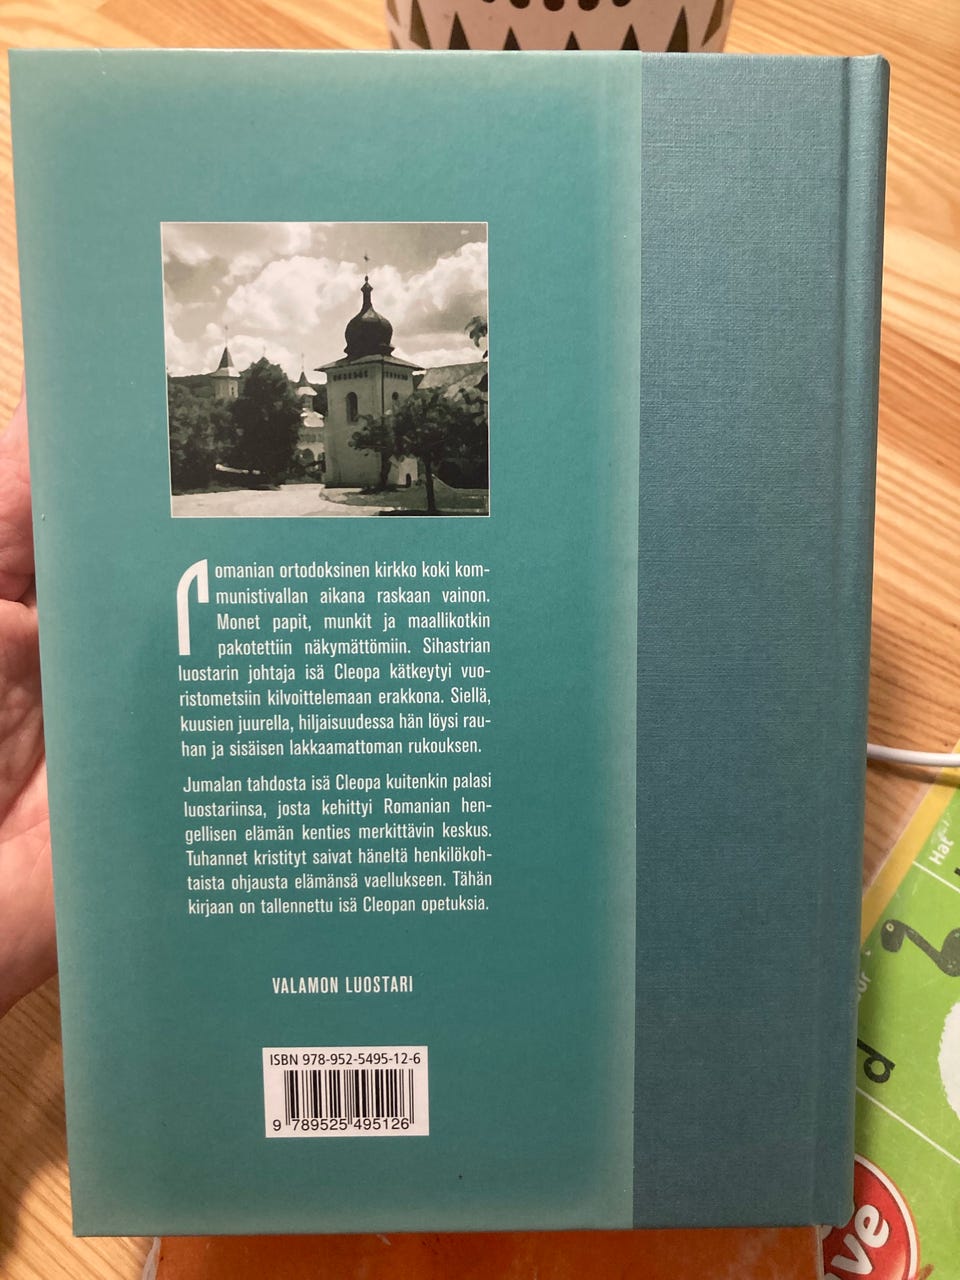 romanian ortodoksinen kirkko koki kom-
munistivallan aikana raskaan vainon.
Monet papit, munkit ja maallikotkin
pakotettiin näkymättömiin. Sihastrian
luostarin johtaja isä Cleopa kätkeytyi vuo-
ristometsiin kilvoittelemaan erakkona. Siellä,
kuusien juurella, hiljaisuudessa hän löysi rau-
han ja sisäisen lakkaamattoman rukouksen.
Jumalan tahdosta isä Cleopa kuitenkin palasi
luostariinsa, josta kehittyi Romanian hen-
gellisen elämän kenties merkittävin keskus.
Tuhannet kristityt saivat häneltä henkilökoh-
taista ohjausta elämänsä vaellukseen. Tähän
kirjaan on tallennettu isä Cleopan opetuksia.
VALAMON LUOSTARI
ISBN 978-952-5495-12-6
9 789525 495126
Hat
d